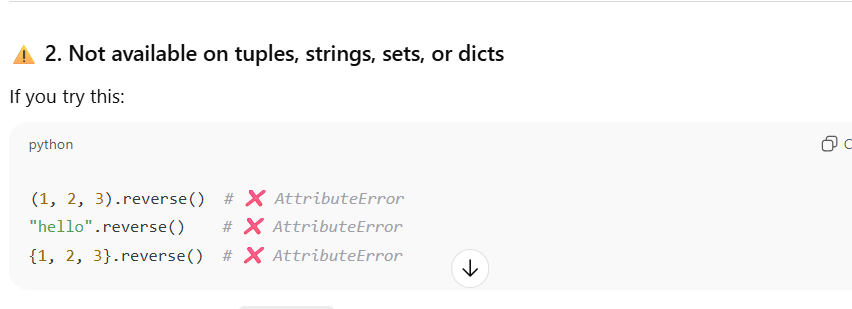 ⚠️ 2. Not available on tuples, strings, sets, or dicts
If you try this:
python
(1, 2, 3).reverse()  # ❌ AttributeError
"hello".reverse()    # ❌ AttributeError
{1, 2, 3}.reverse()  # ❌ AttributeError